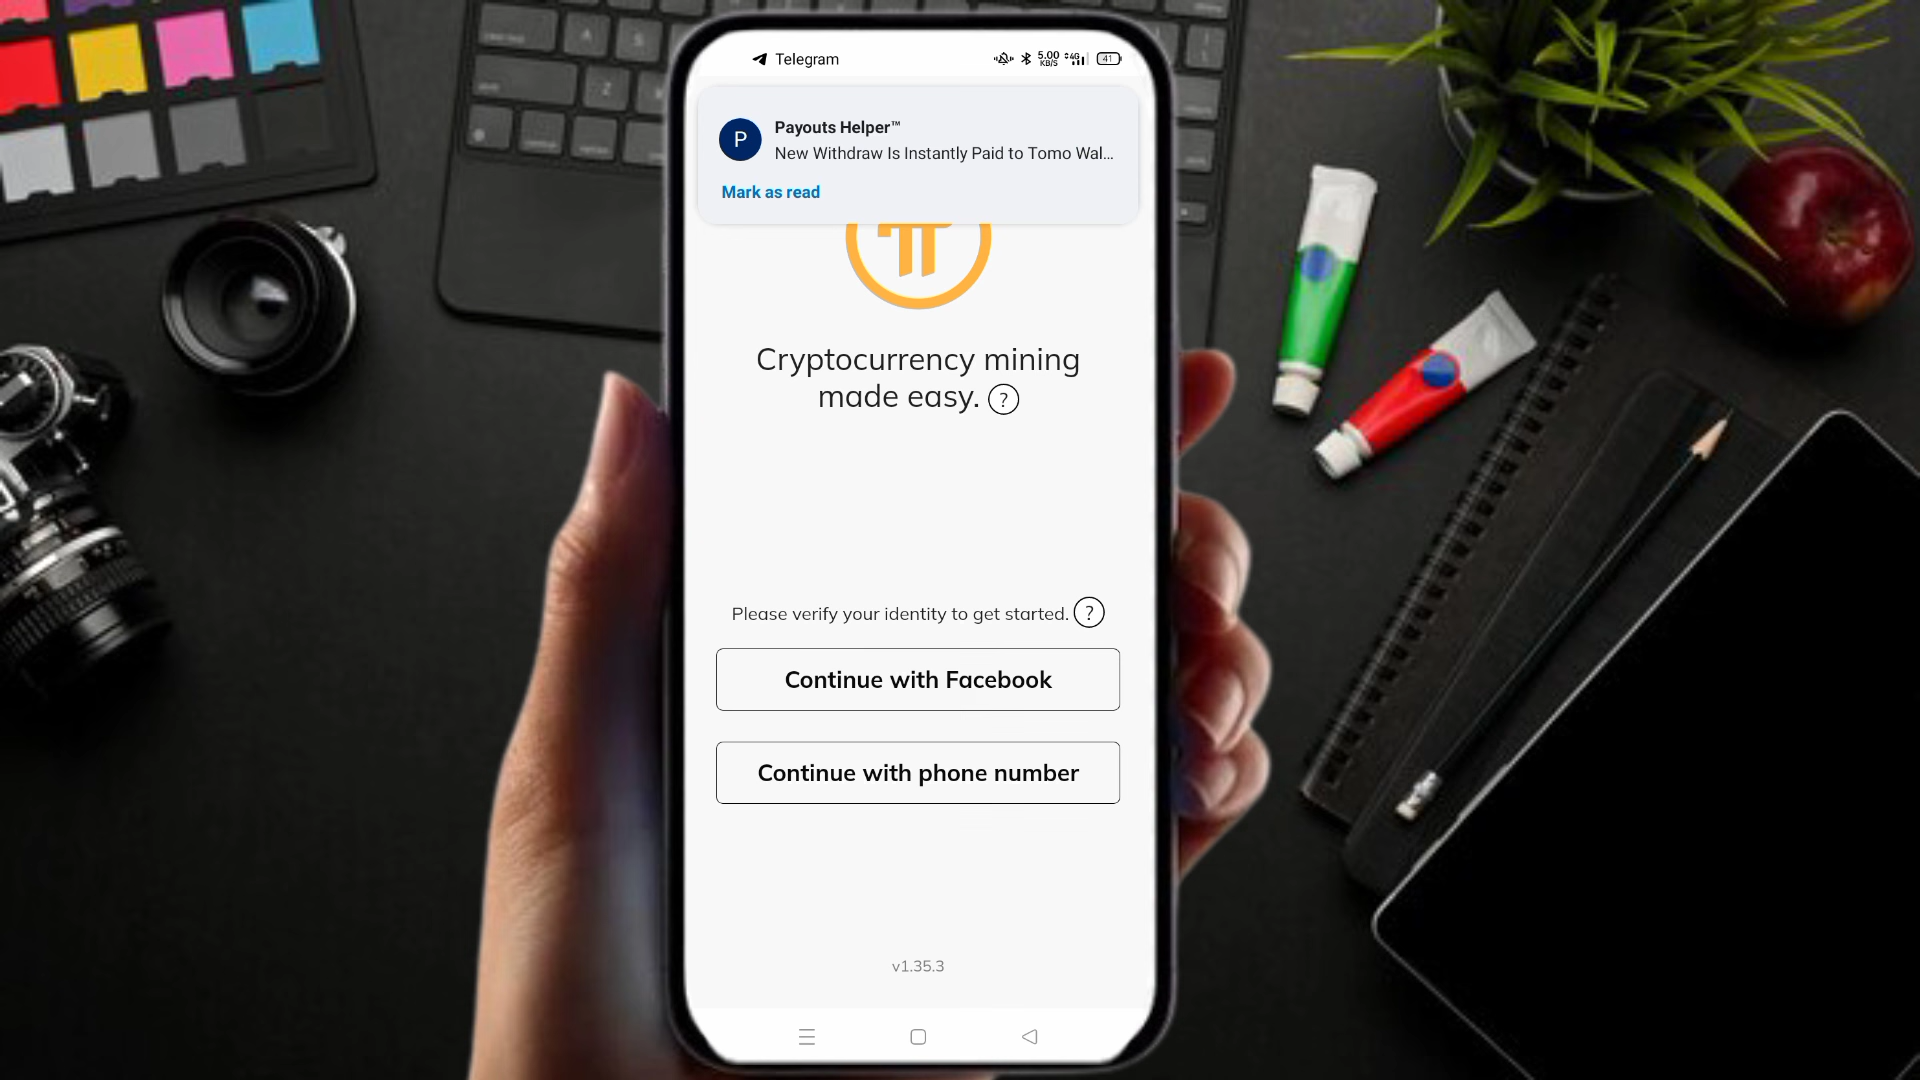 Telegram
5.00
KB/S
4G
41
P
Payouts Helper™
New Withdraw Is Instantly Paid to Tomo Wal...
Mark as read
Cryptocurrency mining
made easy. ?
Please verify your identity to get started. ?
Continue with Facebook
Continue with phone number
v1.35.3
A
S
Z